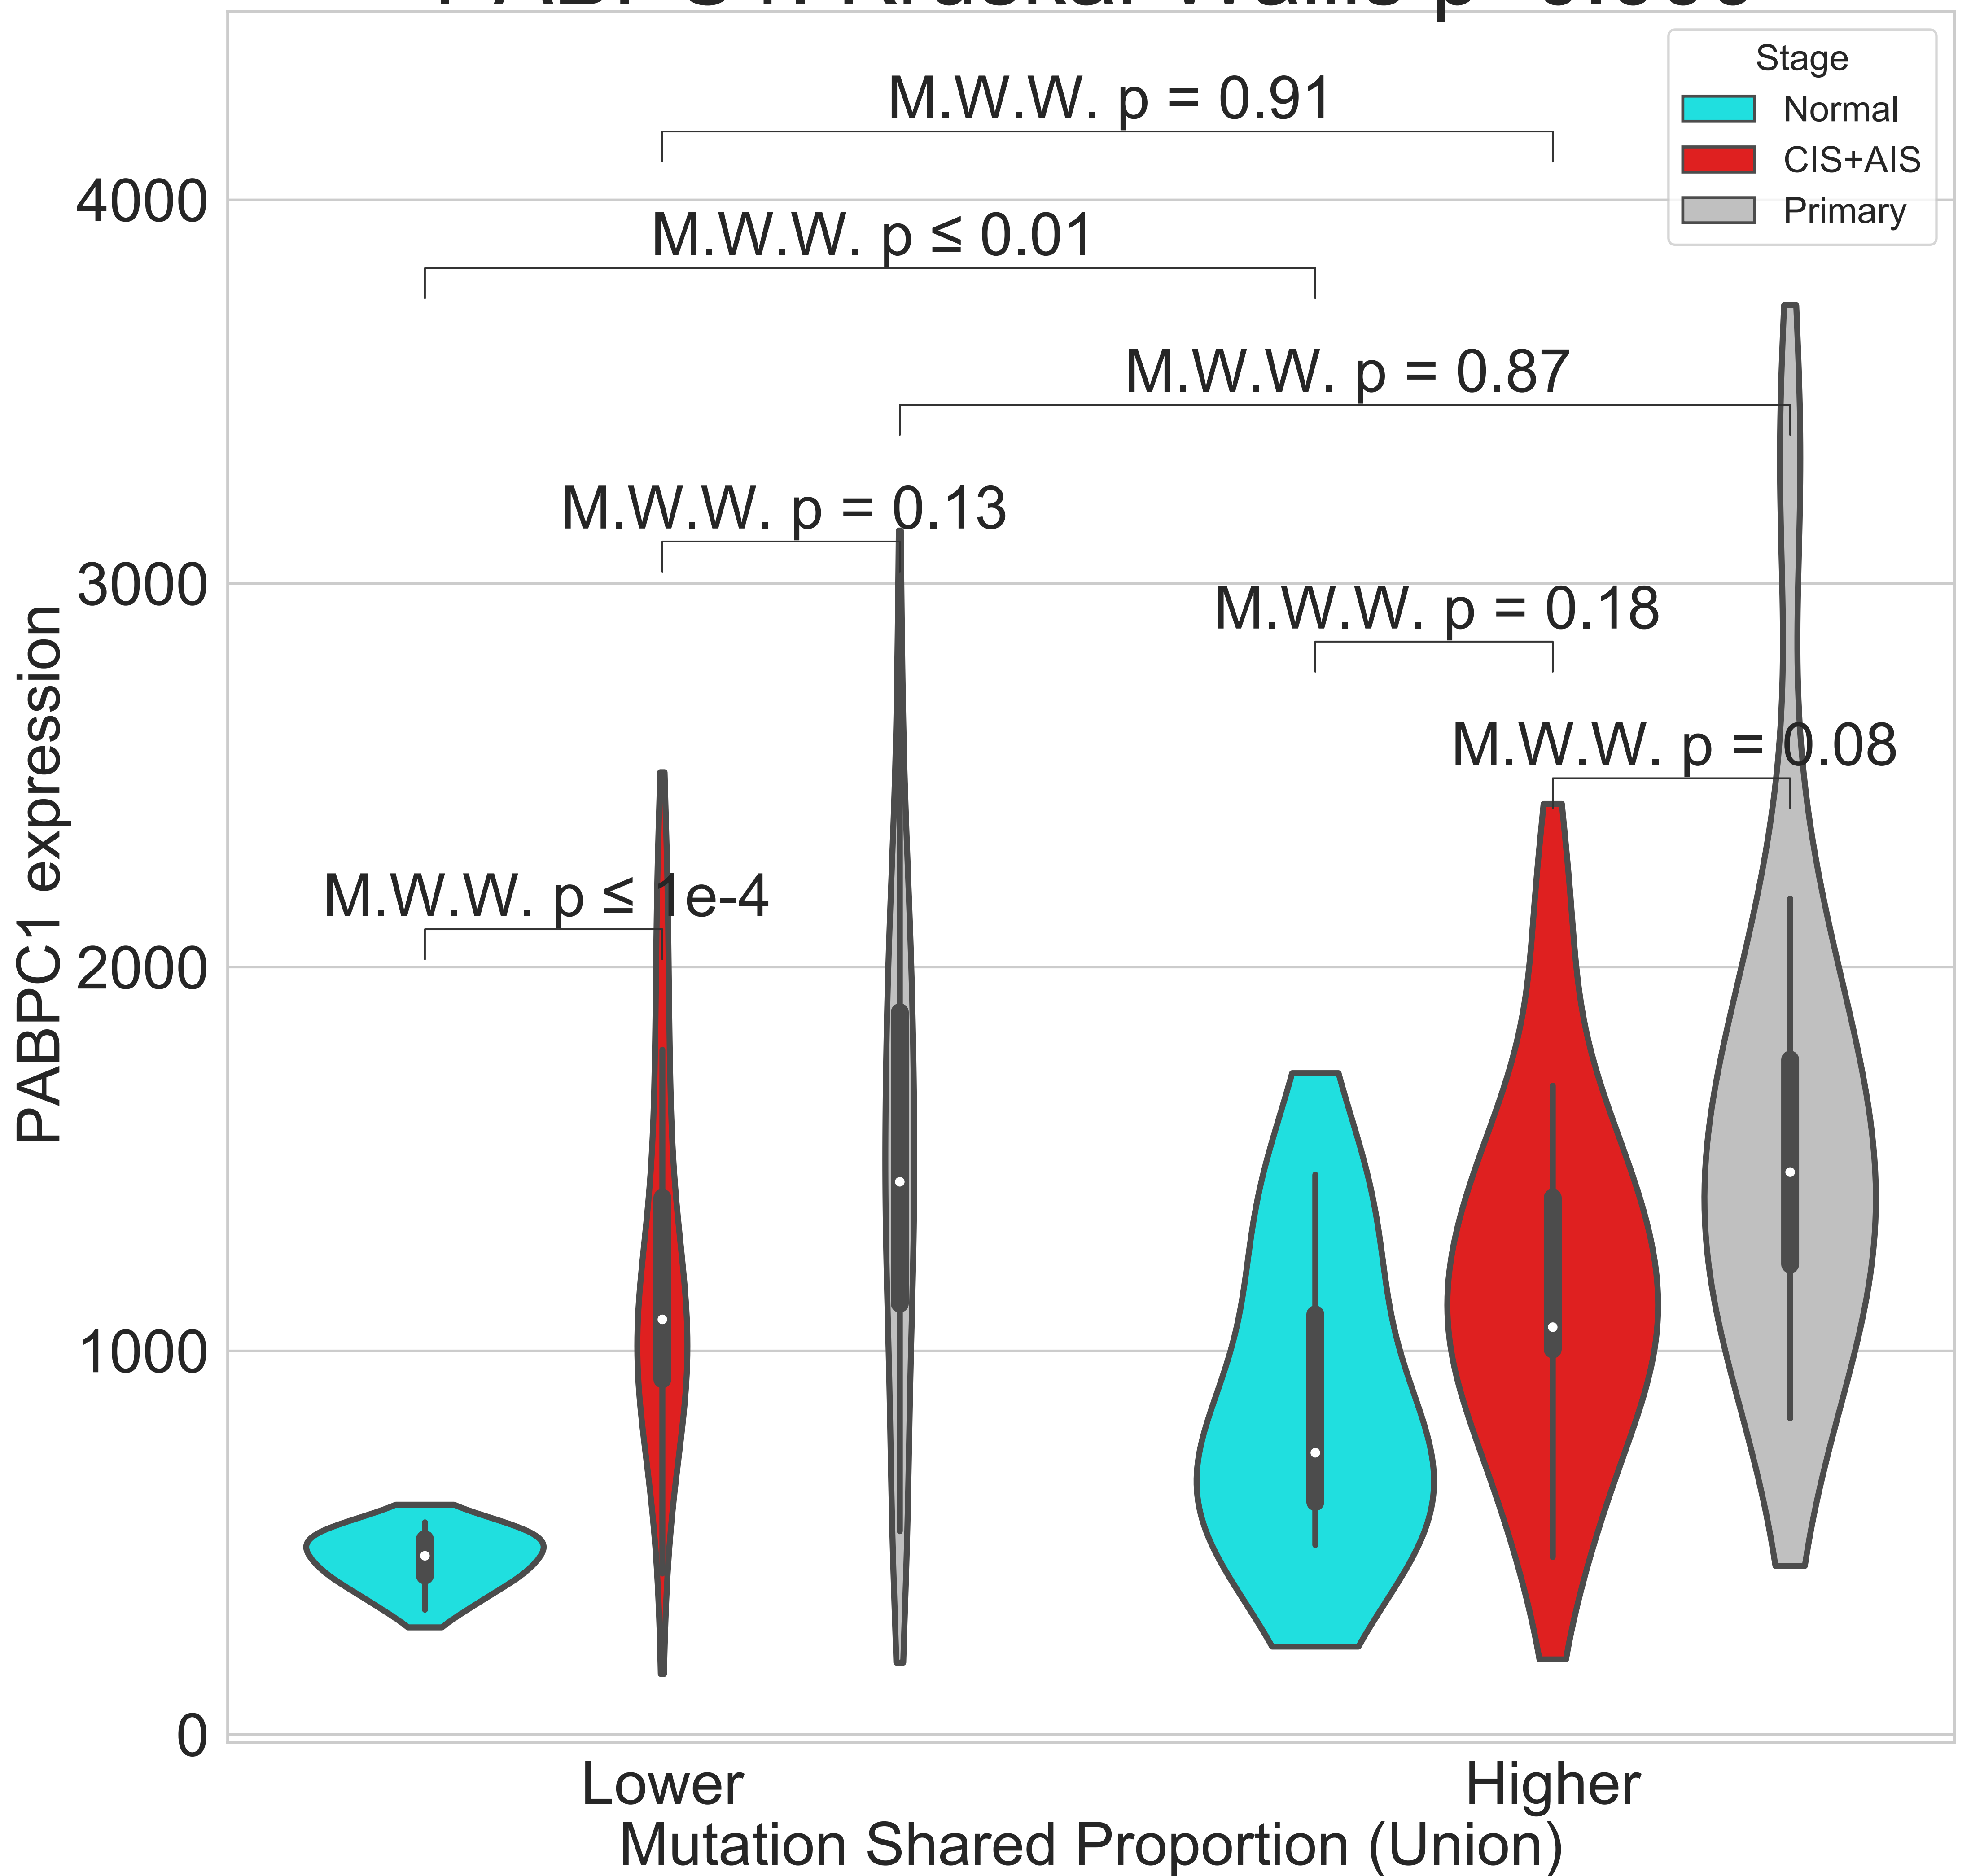 Stage
Normal
CIS+AIS
Primary
M.W.W. p = 0.91
M.W.W. p ≤ 0.01
M.W.W. p = 0.87
M.W.W. p = 0.13
M.W.W. p = 0.18
M.W.W. p = 0.08
M.W.W. p ≤ 1e-4
4000
3000
2000
1000
0
PABPC1 expression
Lower
Higher
Mutation Shared Proportion (Union)